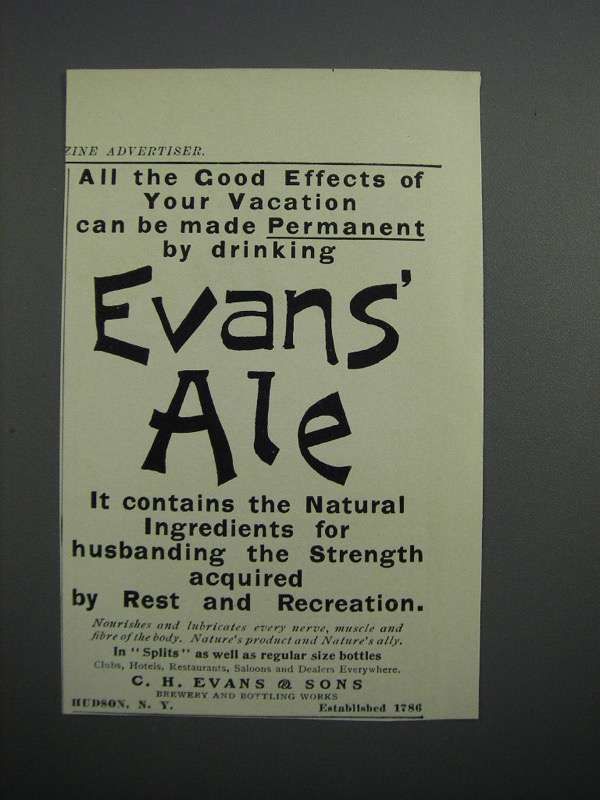 ZINE ADVERTISER.
All the Good Effects of
Your Vacation
can be made Permanent
by drinking
Evans'
Ale
It contains the Natural
Ingredients for
husbanding the Strength
acquired
by Rest and Recreation.
Nourishes and lubricates every nerve, muscle and
fibre of the body. Nature's product and Nature's ally.
In "Splits" as well as regular size bottles
Clubs, Hotels, Restaurants, Saloons and Dealers Everywhere.
C. H. EVANS & SONS
BREWERY AND BOTTLING WORKS
HUDSON, N. Y. Established 1786